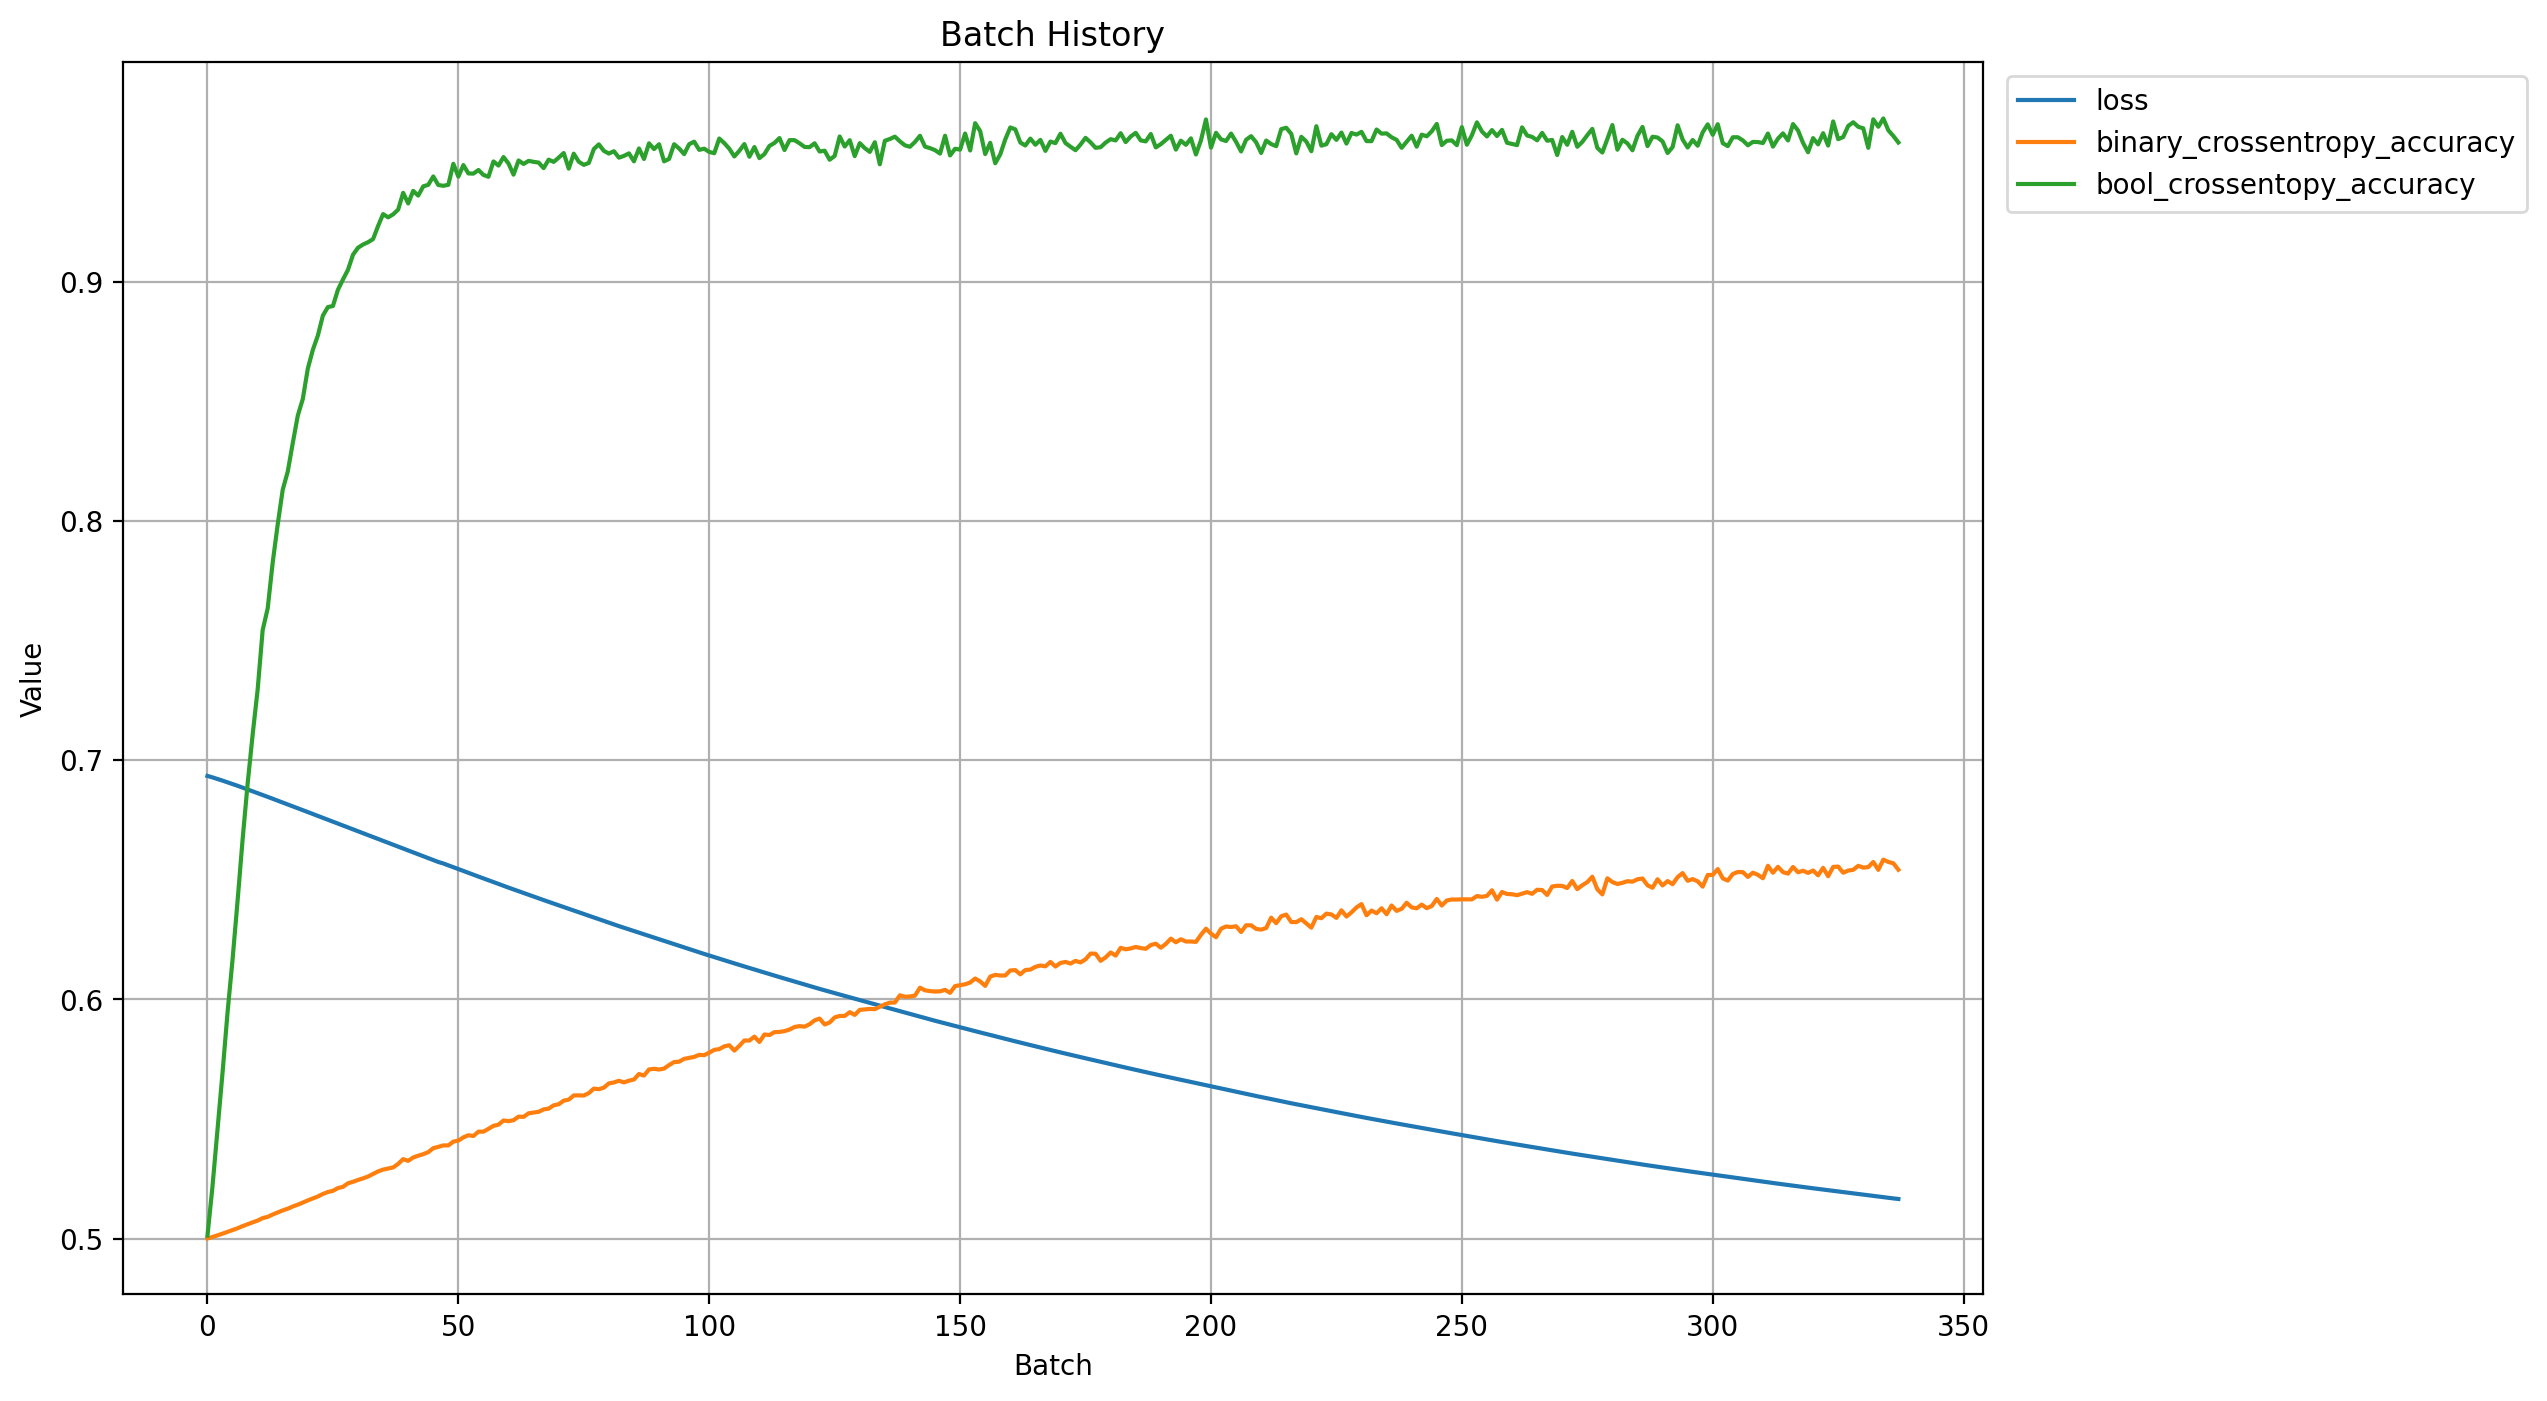 Batch History
loss
binary_crossentropy_accuracy
bool_crossentopy_accuracy
0.9
0.8
0.7
0.6
0.5
Value
0 50 100 150 200 250 300 350
Batch